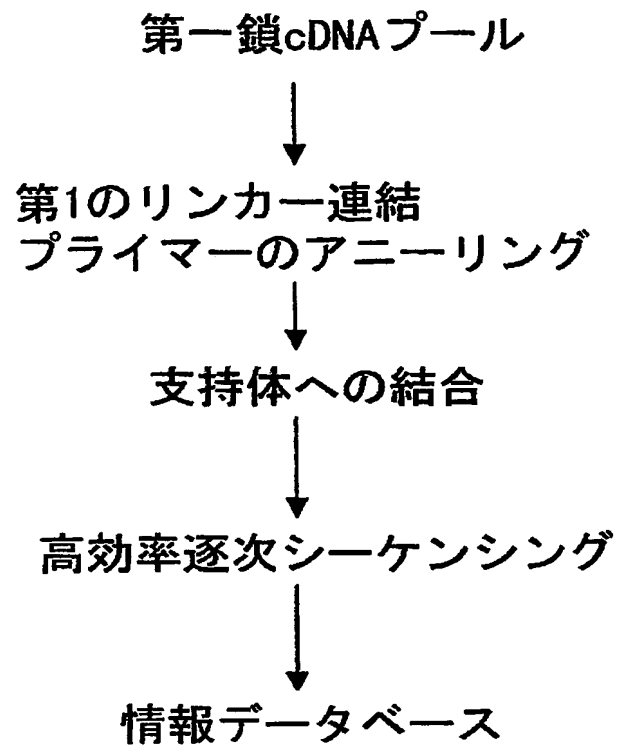 第一鎖cDNAプール
第1のリンカー連結
プライマーのアニーリング
支持体への結合
高効率逐次シーケンシング
情報データベース